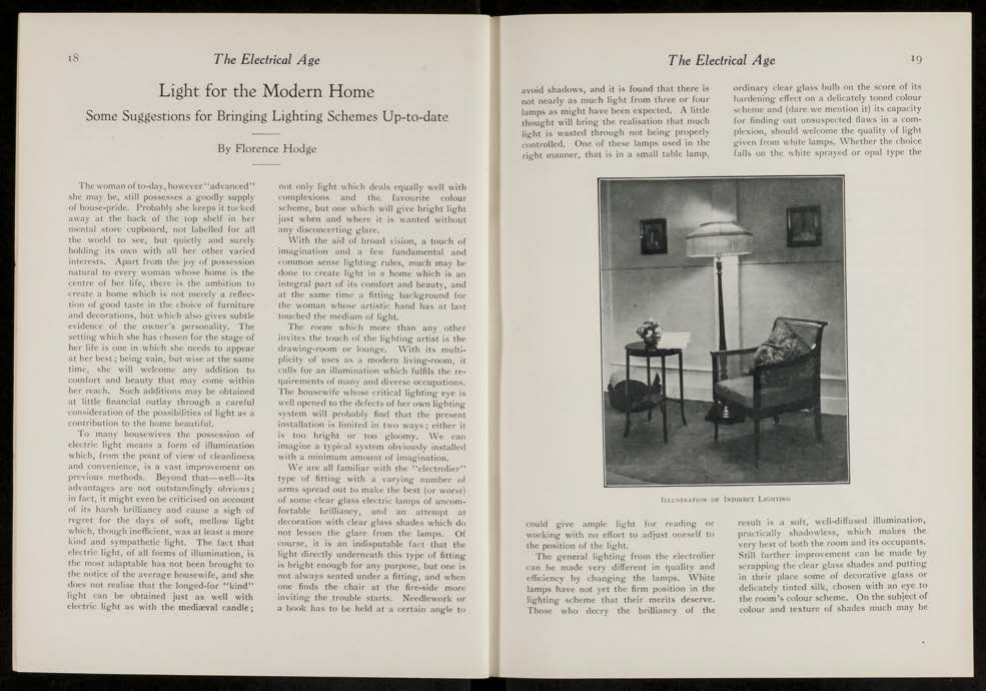 18
The Electrical Age
Light for the Modern Home
Some Suggestions for Bringing Lighting Schemes Up-to-date
By Florence Hodge
The woman of to-day, however "advanced"
she may be, still possesses a goodly supply
of house-pride. Probably she keeps it tucked
away at the back of the top shelf in her
mental store cupboard, not labelled for all
the world to see, but quietly and surely
holding its own with all her other varied
interests. Apart from the joy of possession
natural to every woman whose home is the
centre of her life, there is the ambition to
create a home which is not merely a reflec-
tion of good taste in the choice of furniture
and decorations, but which also gives subtle
evidence of the owner's personality. The
setting which she has chosen for the stage of
her life is one in which she needs to appear
at her best; being vain, but wise at the same
time, she will welcome any addition to
comfort and beauty that may come within
her reach. Such additions may be obtained
at little financial outlay through a careful
consideration of the possibilities of light as a
contribution to the home beautiful.
To many housewives the possession of
electric light means a form of illumination
which, from the point of view of cleanliness
and convenience, is a vast improvement on
previous methods. Beyond that—well—its
advantages are not outstandingly obvious;
in fact, it might even be criticised on account
of its harsh brilliancy and cause a sigh of
regret for the days of soft, mellow light
which, though inefficient, was at least a more
kind and sympathetic light. The fact that
electric light, of all forms of illumination, is
the most adaptable has not been brought to
the notice of the average housewife, and she
does not realise that the longed-for "kind"
light can be obtained just as well with
electric light as with the mediæval candle;
not only light which deals equally well with
complexions and the favourite colour
scheme, but one which will give bright light
just when and where it is wanted without
any disconcerting glare.
With the aid of broad vision, a touch of
imagination and a few fundamental and
common sense lighting rules, much may be
done to create light in a home which is an
integral part of its comfort and beauty, and
at the same time a fitting background for
the woman whose artistic hand has at last
touched the medium of light.
The room which more than any other
invites the touch of the lighting artist is the
drawing-room or lounge. With its multi-
plicity of uses as a modern living-room, it
calls for an illumination which fulfils the re-
quirements of many and diverse occupations.
The housewife whose critical lighting eye is
well opened to the defects of her own lighting
system will probably find that the present
installation is limited in two ways; either it
is too bright or too gloomy. We can
imagine a typical system obviously installed
with a minimum amount of imagination.
We are all familiar with the "electrolier"
type of fitting with a varying number of
arms spread out to make the best (or worst)
of some clear glass electric lamps of uncom-
fortable brilliancy, and an attempt at
decoration with clear glass shades which do
not lessen the glare from the lamps. Of
course, it is an indisputable fact that the
light directly underneath this type of fitting
is bright enough for any purpose, but one is
not always seated under a fitting, and when
one finds the chair at the fire-side more
inviting the trouble starts. Needlework or
a book has to be held at a certain angle to
The Electrical Age
19
avoid shadows, and it is found that there is
not nearly as much light from three or four
lamps as might have been expected. A little
thought will bring the realisation that much
light is wasted through not being properly
controlled. One of these lamps used in the
right manner, that is in a small table lamp,
could give ample light for reading or
working with no effort to adjust oneself to
the position of the light.
The general lighting from the electrolier
can be made very different in quality and
efficiency by changing the lamps. White
lamps have not yet the firm position in the
lighting scheme that their merits deserve.
Those who decry the brilliancy of the
ordinary clear glass bulb on the score of its
hardening effect on a delicately toned colour
scheme and (dare we mention it) its capacity
for finding out unsuspected flaws in a com-
plexion, should welcome the quality of light
given from white lamps. Whether the choice
falls on the white sprayed or opal type the
result is a soft, well-diffused illumination,
practically shadowless, which makes the
very best of both the room and its occupants.
Still further improvement can be made by
scrapping the clear glass shades and putting
in their place some of decorative glass or
delicately tinted silk, chosen with an eye to
the room's colour scheme. On the subject of
colour and texture of shades much may be
Illustration of Indirect Lighting